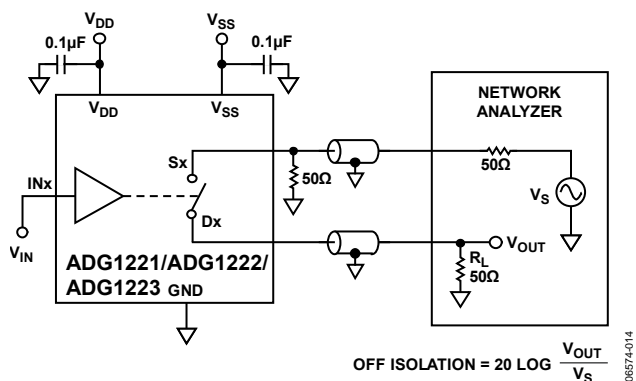 VDD
VSS
0.1µF
0.1µF
VDD
VSS
NETWORK
ANALYZER
Sx
50Ω
50Ω
INx
VS
Dx
VOUT
VIN
ADG1221/ADG1222/
ADG1223 GND
RL
50Ω
OFF ISOLATION = 20 LOG VOUT
VS
06574-014